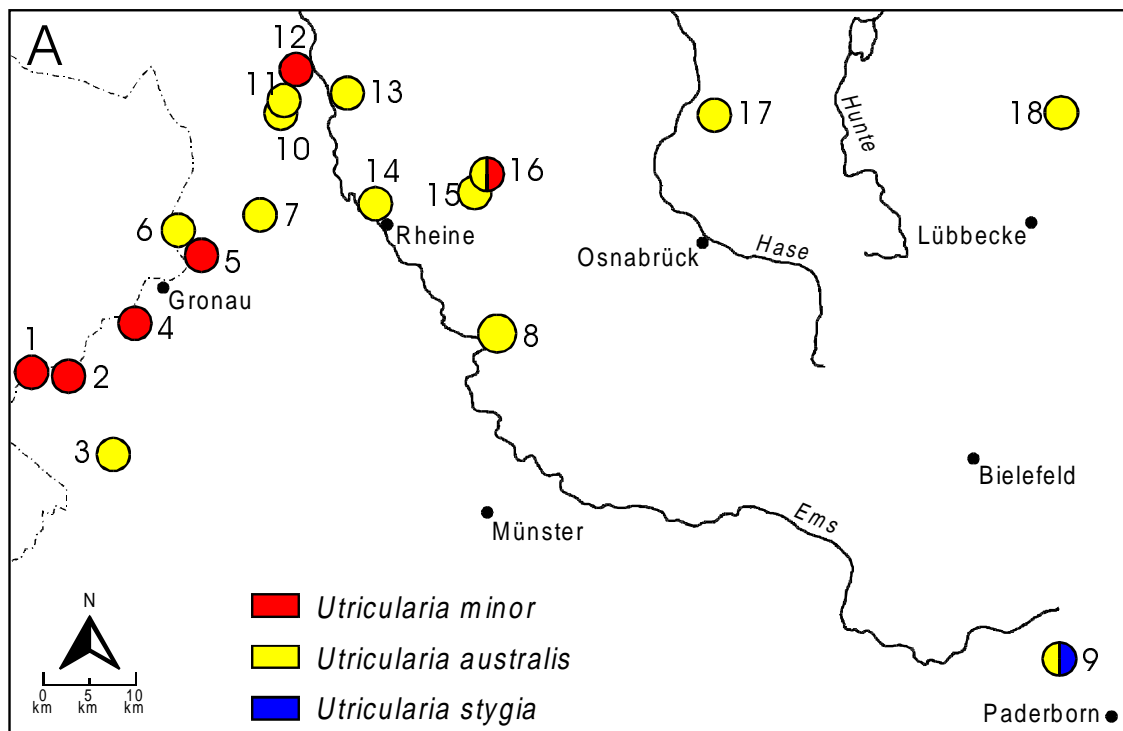 A
12
11
10
13
17
Hunte
18
14
16
15
6
7
5
Rheine
Osnabrück
Hase
Lübbecke
Gronau
4
8
1
2
3
Bielefeld
Münster
Ems
N
0 5 10
km km km
Utricularia minor
Utricularia australis
Utricularia stygia
9
Paderborn